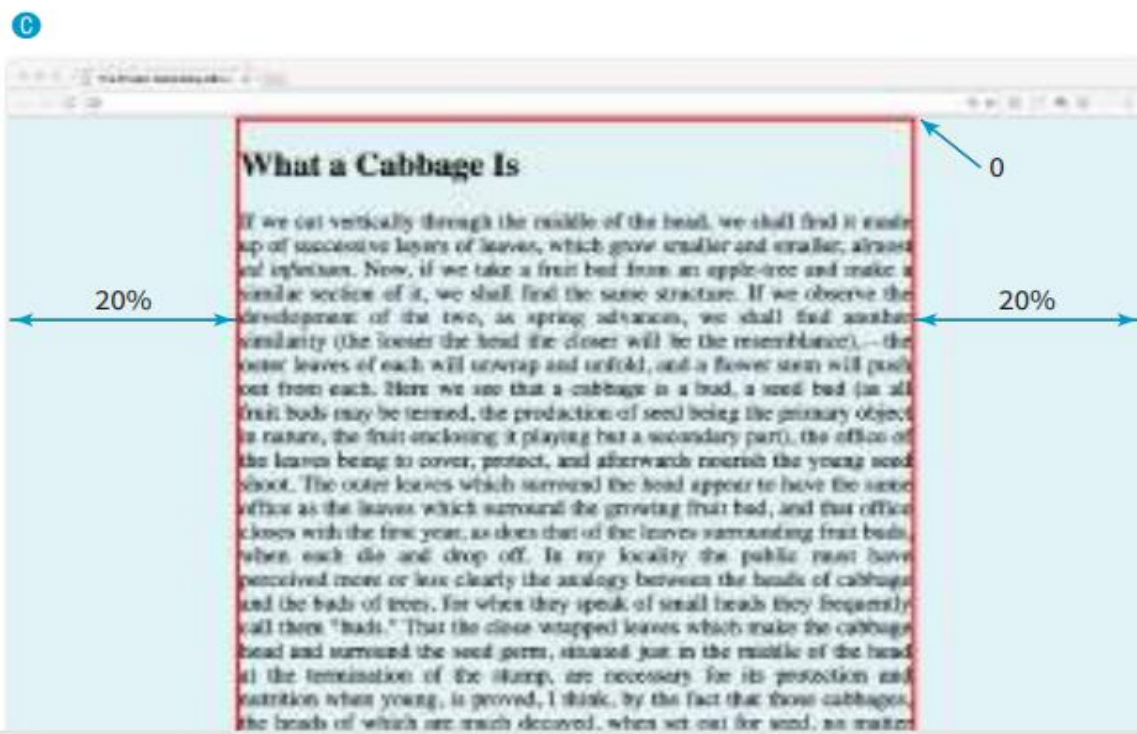 C
What a Cabbage Is
0
If we cut vertically through the middle of the head, we shall find it made
up of successive layers of leaves, which grow smaller and smaller, almost
ad infinitum. Now, if we take a fruit bud from an apple-tree and make a
similar section of it, we shall find the same structure. If we observe the
20%
20%
development of the two, as spring advances, we shall find another
similarity (the looser the head the closer will be the resemblance),—the
outer leaves of each will unwrap and unfold, and a flower stem will push
out from each. Here we see that a cabbage is a bud, a seed bud (as all
fruit buds may be termed, the production of seed being the primary object
in nature, the fruit enclosing it playing but a secondary part), the office of
the leaves being to cover, protect, and afterwards nourish the young seed
shoot. The outer leaves which surround the head appear to have the same
office as the leaves which surround the growing fruit bud, and that office
closes with the first year, as does that of the leaves surrounding fruit buds,
when each die and drop off. In my locality the public must have
perceived more or less clearly the analogy between the heads of cabbage
and the buds of trees, for when they speak of small heads they frequently
call them "buds." That the close wrapped leaves which make the cabbage
head and surround the seed germ, situated just in the middle of the head
at the termination of the stump, are necessary for its protection and
nutrition when young, is proved, I think, by the fact that those cabbages,
the heads of which are much decayed, when set out for seed, no matter